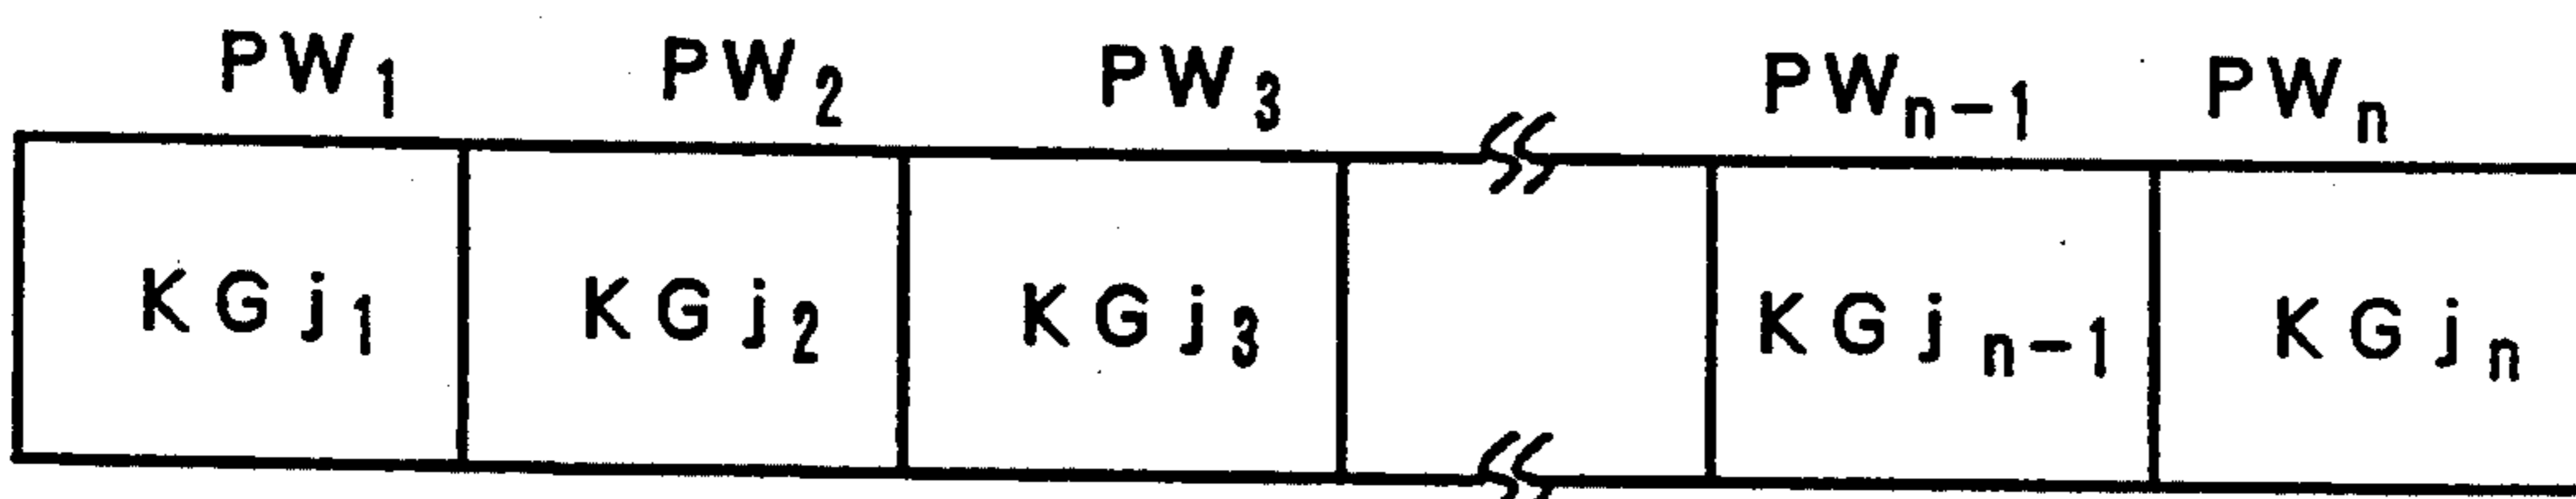 PW₁ PW₂ PW₃ PWₙ₋₁ PWₙ
KGj₁ KGj₂ KGj₃ KGjₙ₋₁ KGjₙ